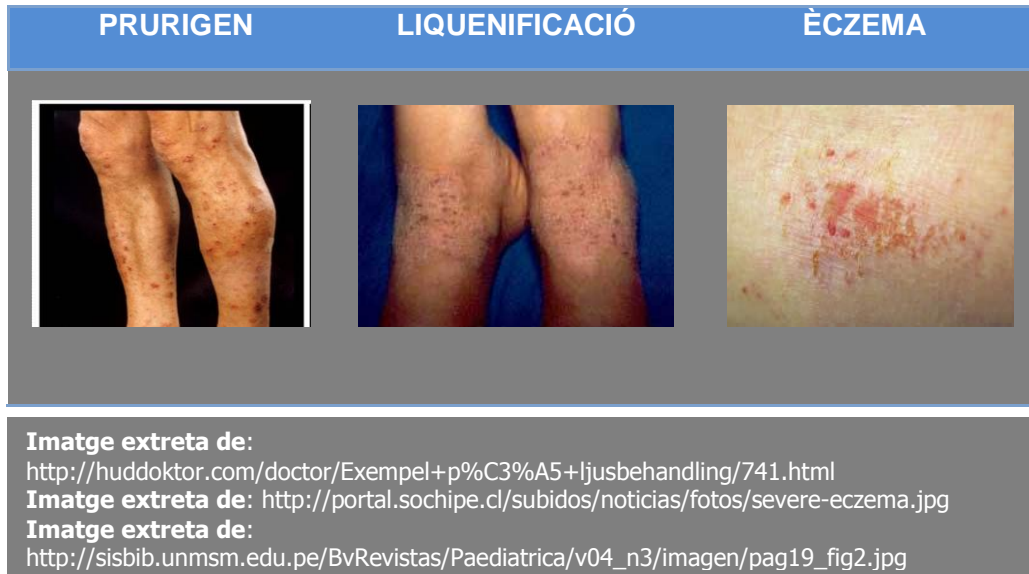 PRURIGEN LIQUENIFICACIÓ ÈCZEMA
Imatge extreta de:
http://huddoktor.com/doctor/Exempel+p%C3%A5+ljusbehandling/741.html
Imatge extreta de: http://portal.sochipe.cl/subidos/noticias/fotos/severe-eczema.jpg
Imatge extreta de:
http://sisbib.unmsm.edu.pe/BvRevistas/Paediatrica/v04_n3/imagen/pag19_fig2.jpg